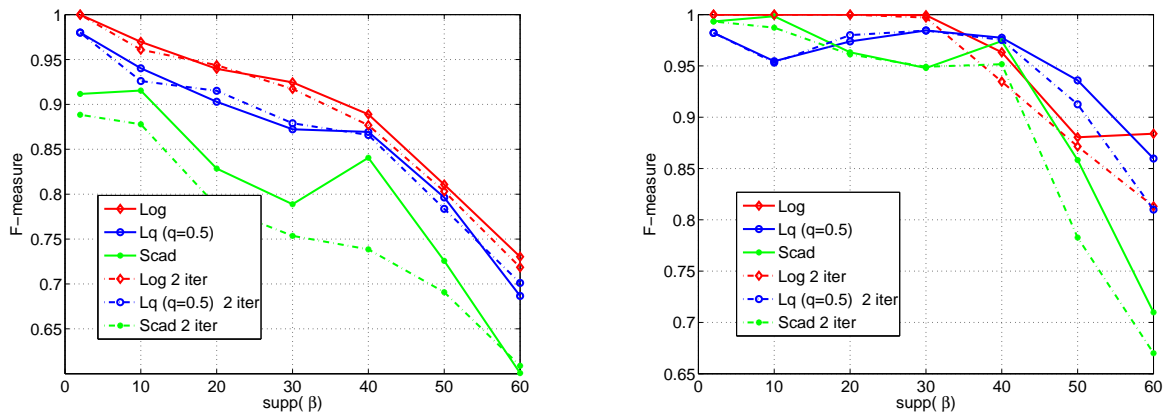 1
0.95
0.9
0.85
0.8
0.75
0.7
0.65
F−measure
0 10 20 30 40 50 60
supp( β)
Log
Lq (q=0.5)
Scad
Log 2 iter
Lq (q=0.5) 2 iter
Scad 2 iter
1
0.95
0.9
0.85
0.8
0.75
0.7
0.65
F−measure
0 10 20 30 40 50 60
supp( β)
Log
Lq (q=0.5)
Scad
Log 2 iter
Lq (q=0.5) 2 iter
Scad 2 iter